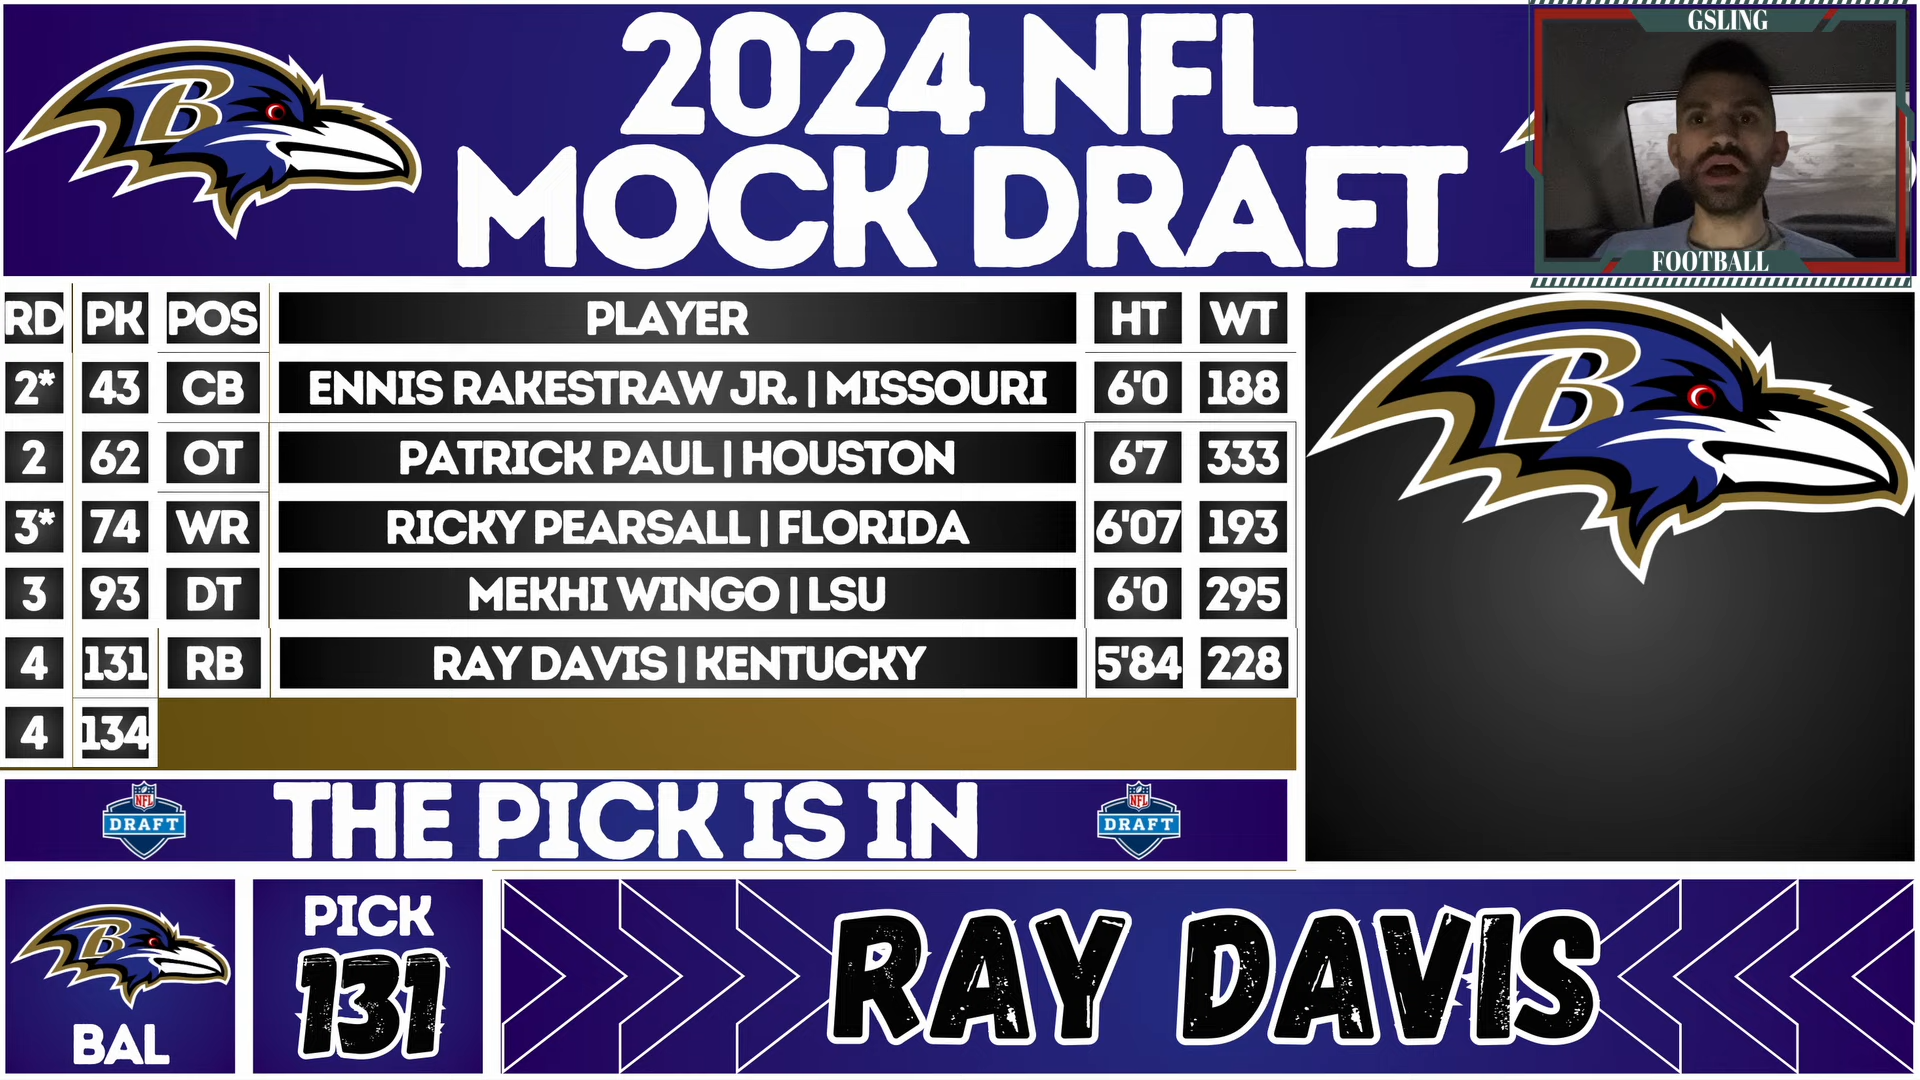 2024 NFL
MOCK DRAFT
GSLING
FOOTBALL
RD PK POS PLAYER HT WT
2* 43 CB ENNIS RAKESTRAW JR. | MISSOURI 6'0 188
2 62 OT PATRICK PAUL | HOUSTON 6'7 333
3* 74 WR RICKY PEARSALL | FLORIDA 6'07 193
3 93 DT MEKHI WINGO | LSU 6'0 295
4 131 RB RAY DAVIS | KENTUCKY 5'84 228
4 134
NFL DRAFT THE PICK IS IN NFL DRAFT
B BAL
PICK
131
RAY DAVIS